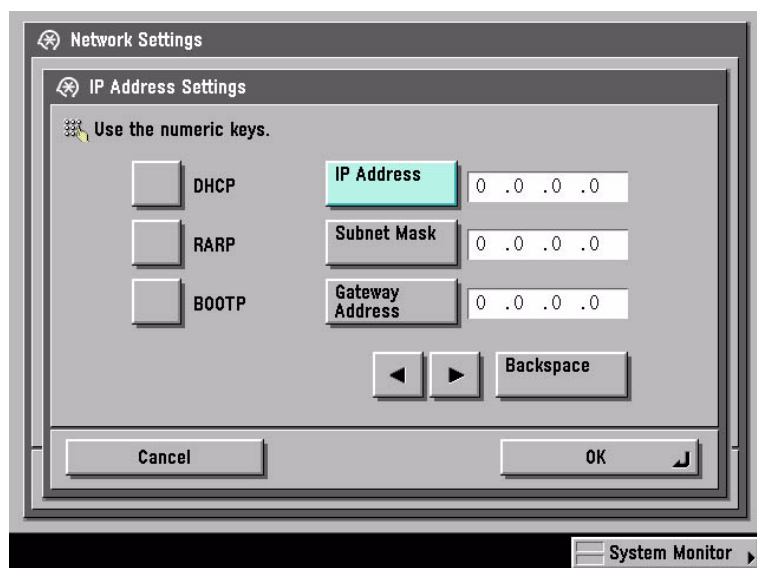 Network Settings
IP Address Settings
Use the numeric keys.
DHCP
IP Address
0 .0 .0 .0
RARP
Subnet Mask
0 .0 .0 .0
BOOTP
Gateway
Address
0 .0 .0 .0
Backspace
Cancel
OK
System Monitor